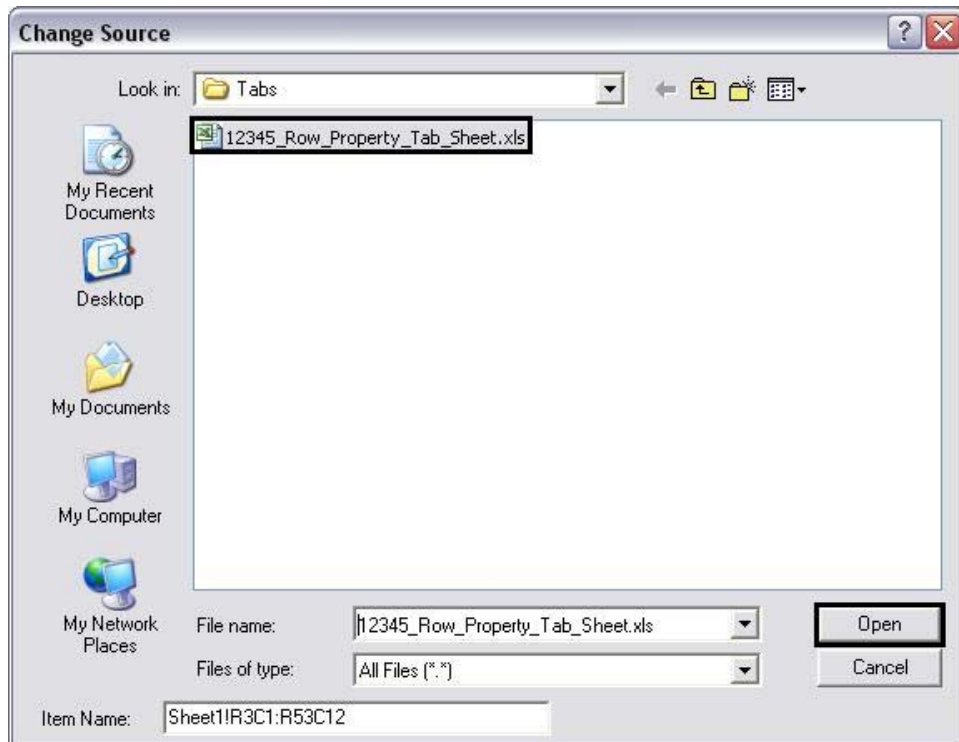 Change Source
Look in: Tabs
12345_Row_Property_Tab_Sheet.xls
My Recent
Documents
Desktop
My Documents
My Computer
My Network
Places
File name: 12345_Row_Property_Tab_Sheet.xls Open
Files of type: All Files (*.*) Cancel
Item Name: Sheet1!R3C1:R53C12